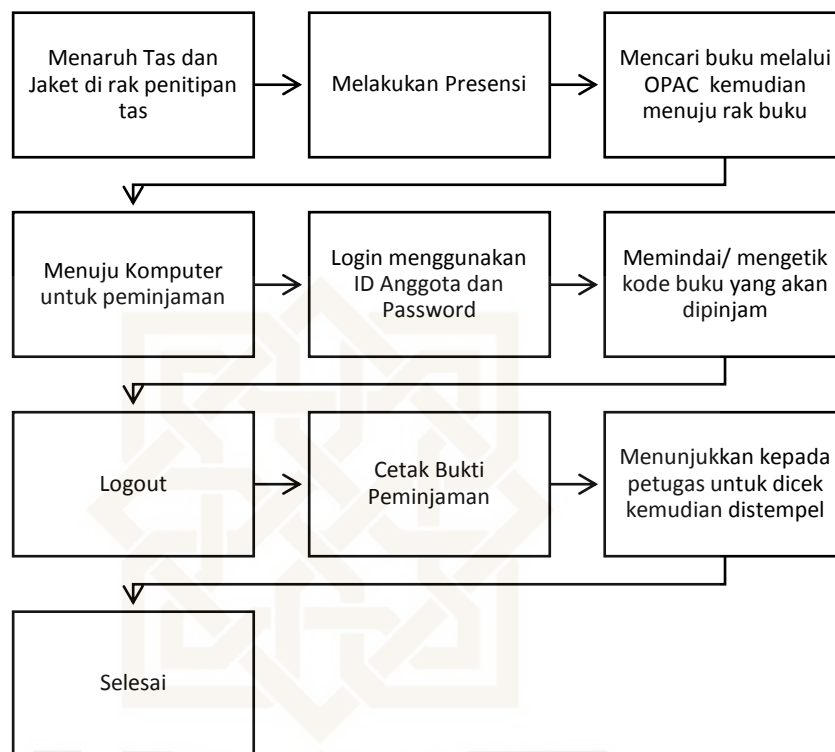 Menaruh Tas dan
Jaket di rak penitipan
tas
Melakukan Presensi
Mencari buku melalui
OPAC kemudian
menuju rak buku
Menuju Komputer
untuk peminjaman
Login menggunakan
ID Anggota dan
Password
Memindai/ mengetik
kode buku yang akan
dipinjam
Logout
Cetak Bukti
Peminjaman
Menunjukkan kepada
petugas untuk dicek
kemudian distempel
Selesai